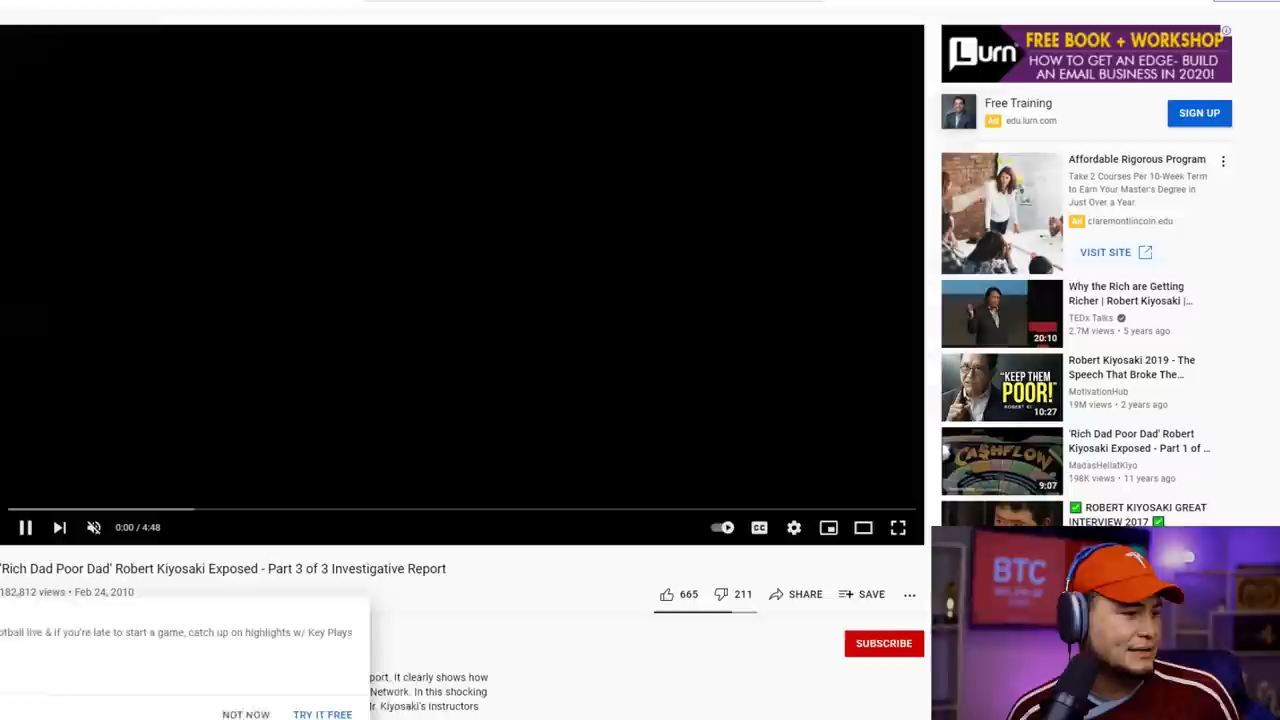 0:00 / 4:48
'Rich Dad Poor Dad' Robert Kiyosaki Exposed - Part 3 of 3 Investigative Report
182,812 views • Feb 24, 2010
665
211
SHARE
SAVE
otball live & if you're late to start a game, catch up on highlights w/ Key Plays
NOT NOW
TRY IT FREE
SUBSCRIBE
port. It clearly shows how
Network. In this shocking
Mr. Kiyosaki's instructors
Lurn
FREE BOOK + WORKSHOP
HOW TO GET AN EDGE- BUILD
AN EMAIL BUSINESS IN 2020!
Free Training
Ad edu.lurn.com
SIGN UP
Affordable Rigorous Program
Take 2 Courses Per 10-Week Term
to Earn Your Master's Degree in
Just Over a Year.
Ad claremontlincoln.edu
VISIT SITE
20:10
Why the Rich are Getting
Richer | Robert Kiyosaki |...
TEDx Talks
2.7M views • 5 years ago
"KEEP THEM
POOR!"
10:27
Robert Kiyosaki 2019 - The
Speech That Broke The...
MotivationHub
19M views • 2 years ago
CA$HFLOW
9:07
'Rich Dad Poor Dad' Robert
Kiyosaki Exposed - Part 1 of ...
MadasHellatKiyo
198K views • 11 years ago
ROBERT KIYOSAKI GREAT
INTERVIEW 2017
BTC
CC